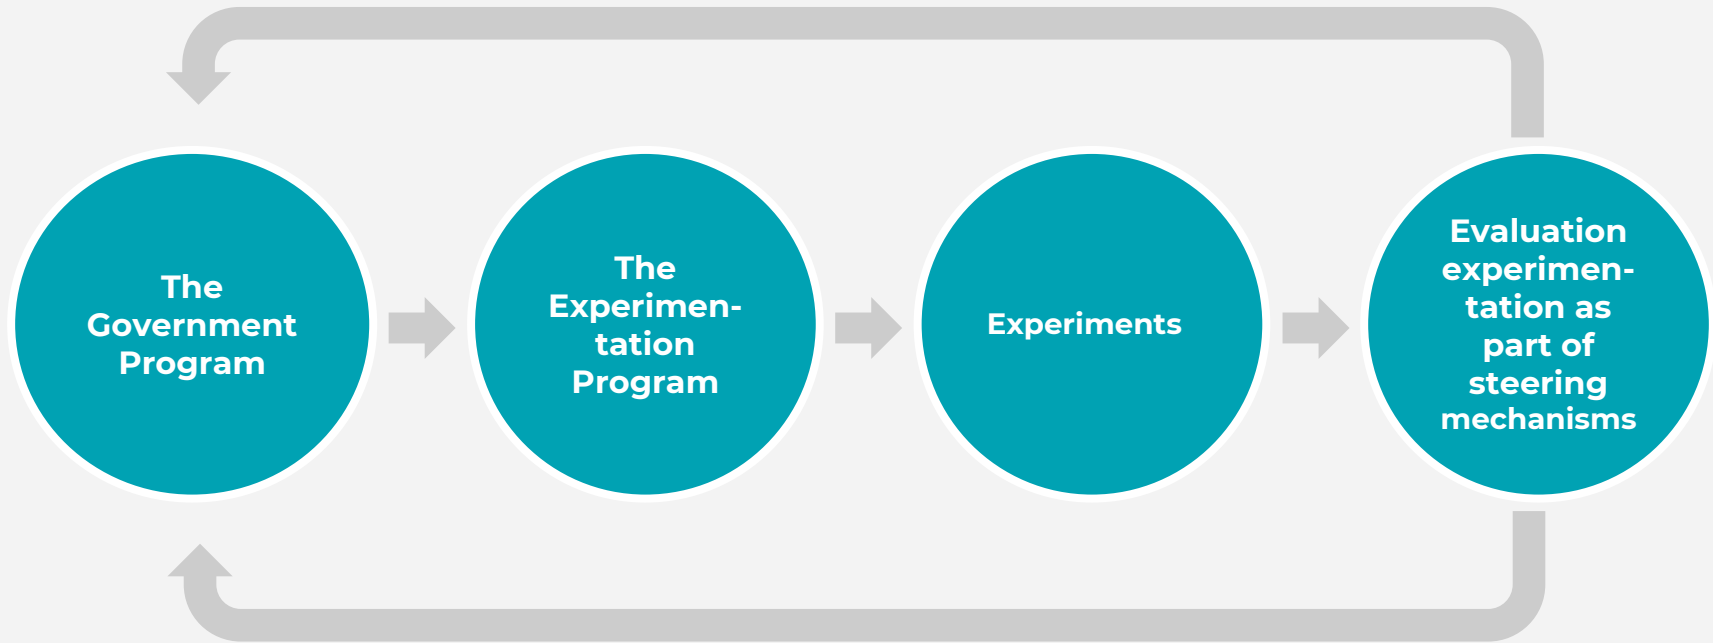 The
Government
Program
The
Experimen-
tation
Program
Experiments
Evaluation
experimen-
tation as
part of
steering
mechanisms